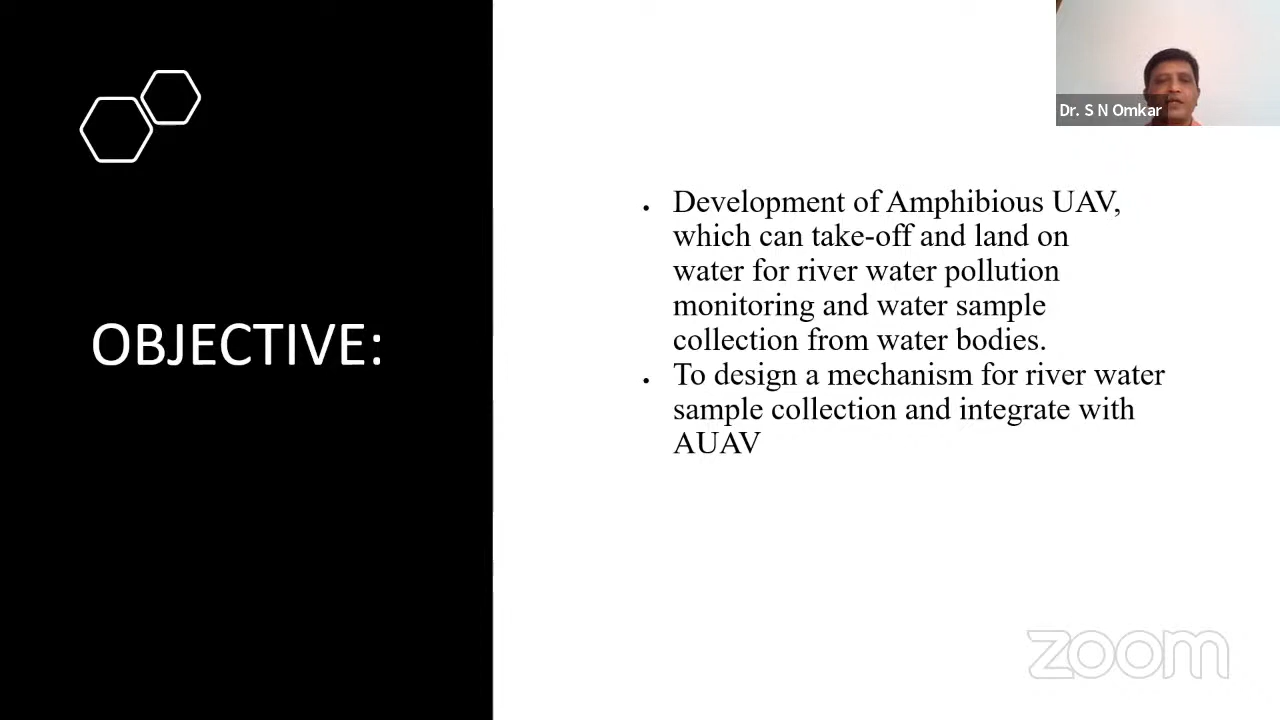 Dr. S N Omkar
OBJECTIVE:
• Development of Amphibious UAV,
which can take-off and land on
water for river water pollution
monitoring and water sample
collection from water bodies.
• To design a mechanism for river water
sample collection and integrate with
AUAV
zoom